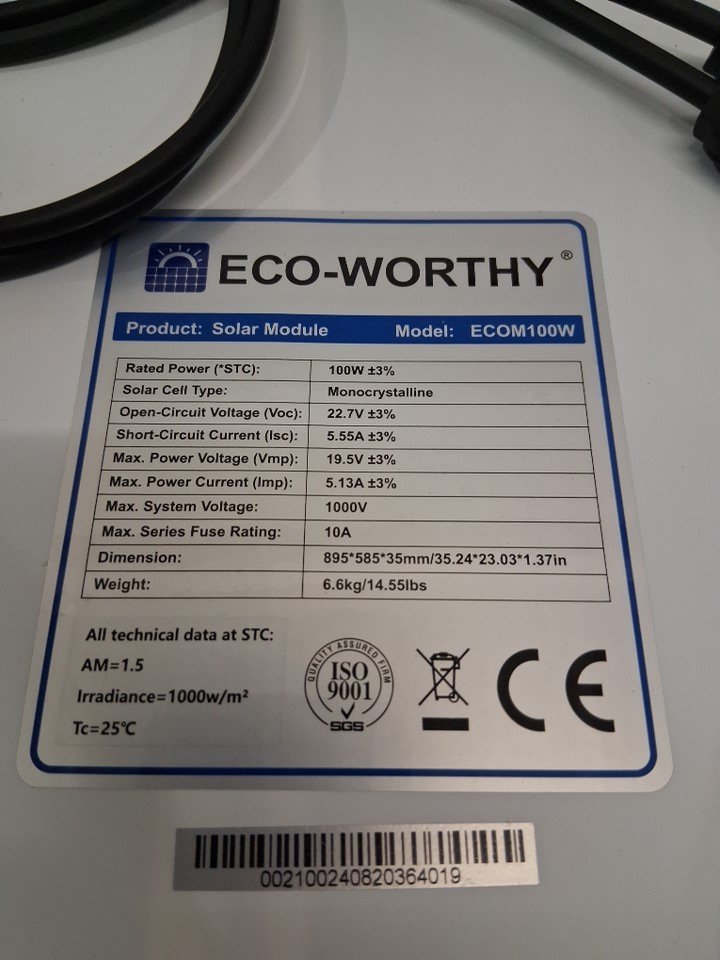 ECO-WORTHY®
Product: Solar Module Model: ECOM100W
Rated Power (*STC): 100W ±3%
Solar Cell Type: Monocrystalline
Open-Circuit Voltage (Voc): 22.7V ±3%
Short-Circuit Current (Isc): 5.55A ±3%
Max. Power Voltage (Vmp): 19.5V ±3%
Max. Power Current (Imp): 5.13A ±3%
Max. System Voltage: 1000V
Max. Series Fuse Rating: 10A
Dimension: 895*585*35mm/35.24*23.03*1.37in
Weight: 6.6kg/14.55lbs
All technical data at STC:
AM=1.5
Irradiance=1000w/m²
Tc=25℃
QUALITY ASSURED FIRM
ISO
9001
SGS
CE
002100240820364019